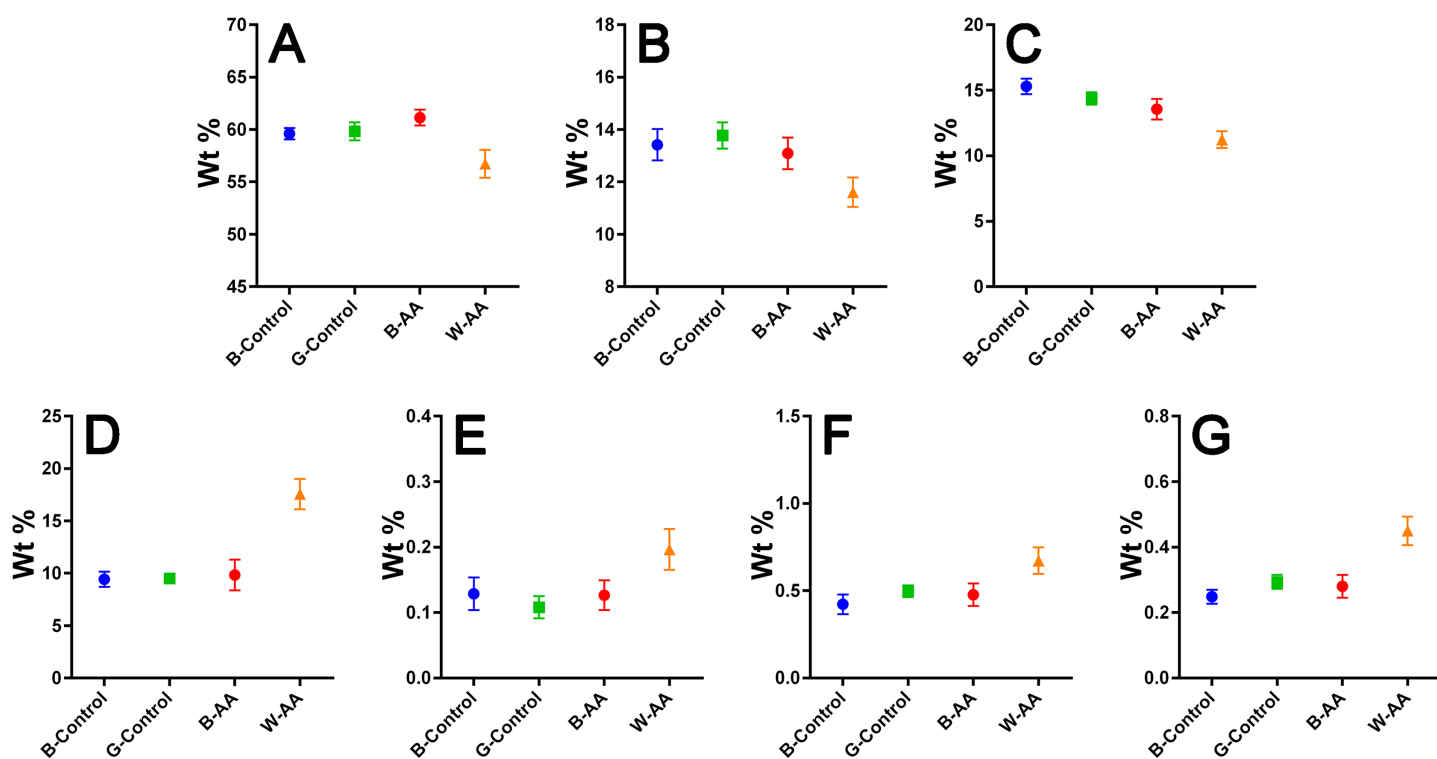 A
Wt %
70
65
60
55
50
45
B-Control
G-Control
B-AA
W-AA
B
Wt %
18
16
14
12
10
8
B-Control
G-Control
B-AA
W-AA
C
Wt %
20
15
10
5
0
B-Control
G-Control
B-AA
W-AA
D
Wt %
25
20
15
10
5
0
B-Control
G-Control
B-AA
W-AA
E
Wt %
0.4
0.3
0.2
0.1
0.0
B-Control
G-Control
B-AA
W-AA
F
Wt %
1.5
1.0
0.5
0.0
B-Control
G-Control
B-AA
W-AA
G
Wt %
0.8
0.6
0.4
0.2
0.0
B-Control
G-Control
B-AA
W-AA